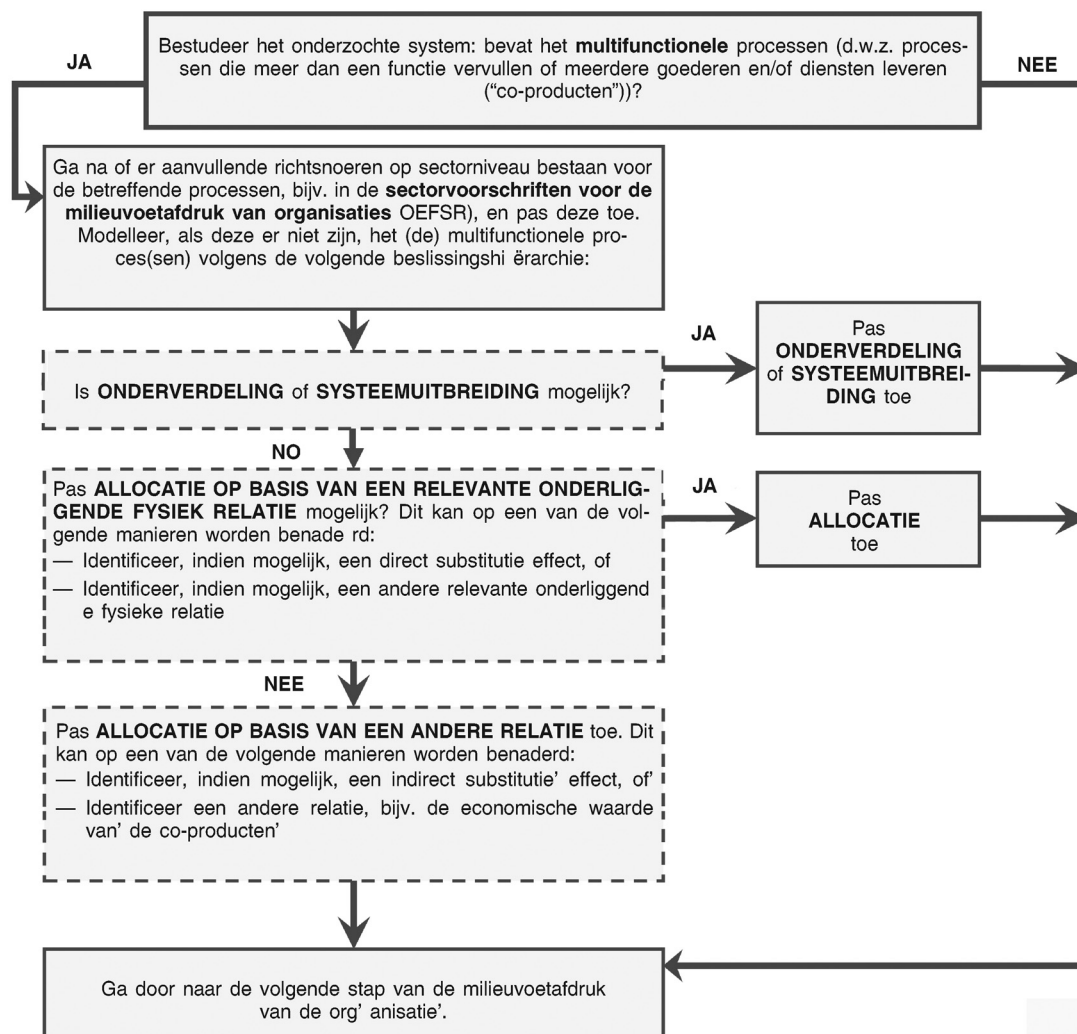 Bestudeer het onderzochte system: bevat het multifunctionele processen (d.w.z. proces-
sen die meer dan een functie vervullen of meerdere goederen en/of diensten leveren
(“co-producten”))?
JA
NEE
Ga na of er aanvullende richtsnoeren op sectorniveau bestaan voor
de betreffende processen, bijv. in de sectorvoorschriften voor de
milieuvoetafdruk van organisaties OEFSR), en pas deze toe.
Modelleer, als deze er niet zijn, het (de) multifunctionele pro-
ces(sen) volgens de volgende beslissingshi ërarchie:
Is ONDERVERDELING of SYSTEEMUITBREIDING mogelijk?
JA
Pas
ONDERVERDELING
of SYSTEEMUITBREI-
DING toe
NO
Pas ALLOCATIE OP BASIS VAN EEN RELEVANTE ONDERLIG-
GENDE FYSIEK RELATIE mogelijk? Dit kan op een van de vol-
gende manieren worden benade rd:
— Identificeer, indien mogelijk, een direct substitutie effect, of
— Identificeer, indien mogelijk, een andere relevante onderliggend
e fysieke relatie
JA
Pas
ALLOCATIE
toe
NEE
Pas ALLOCATIE OP BASIS VAN EEN ANDERE RELATIE toe. Dit
kan op een van de volgende manieren worden benaderd:
— Identificeer, indien mogelijk, een indirect substitutie’ effect, of’
— Identificeer een andere relatie, bijv. de economische waarde
van’ de co-producten’
Ga door naar de volgende stap van de milieuvoetafdruk
van de org’ anisatie’.